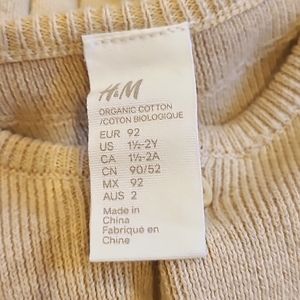 H&M
ORGANIC COTTON
/COTON BIOLOGIQUE
EUR 92
US 1½-2Y
CA 1½-2A
CN 90/52
MX 92
AUS 2
Made in
China
Fabriqué en
Chine